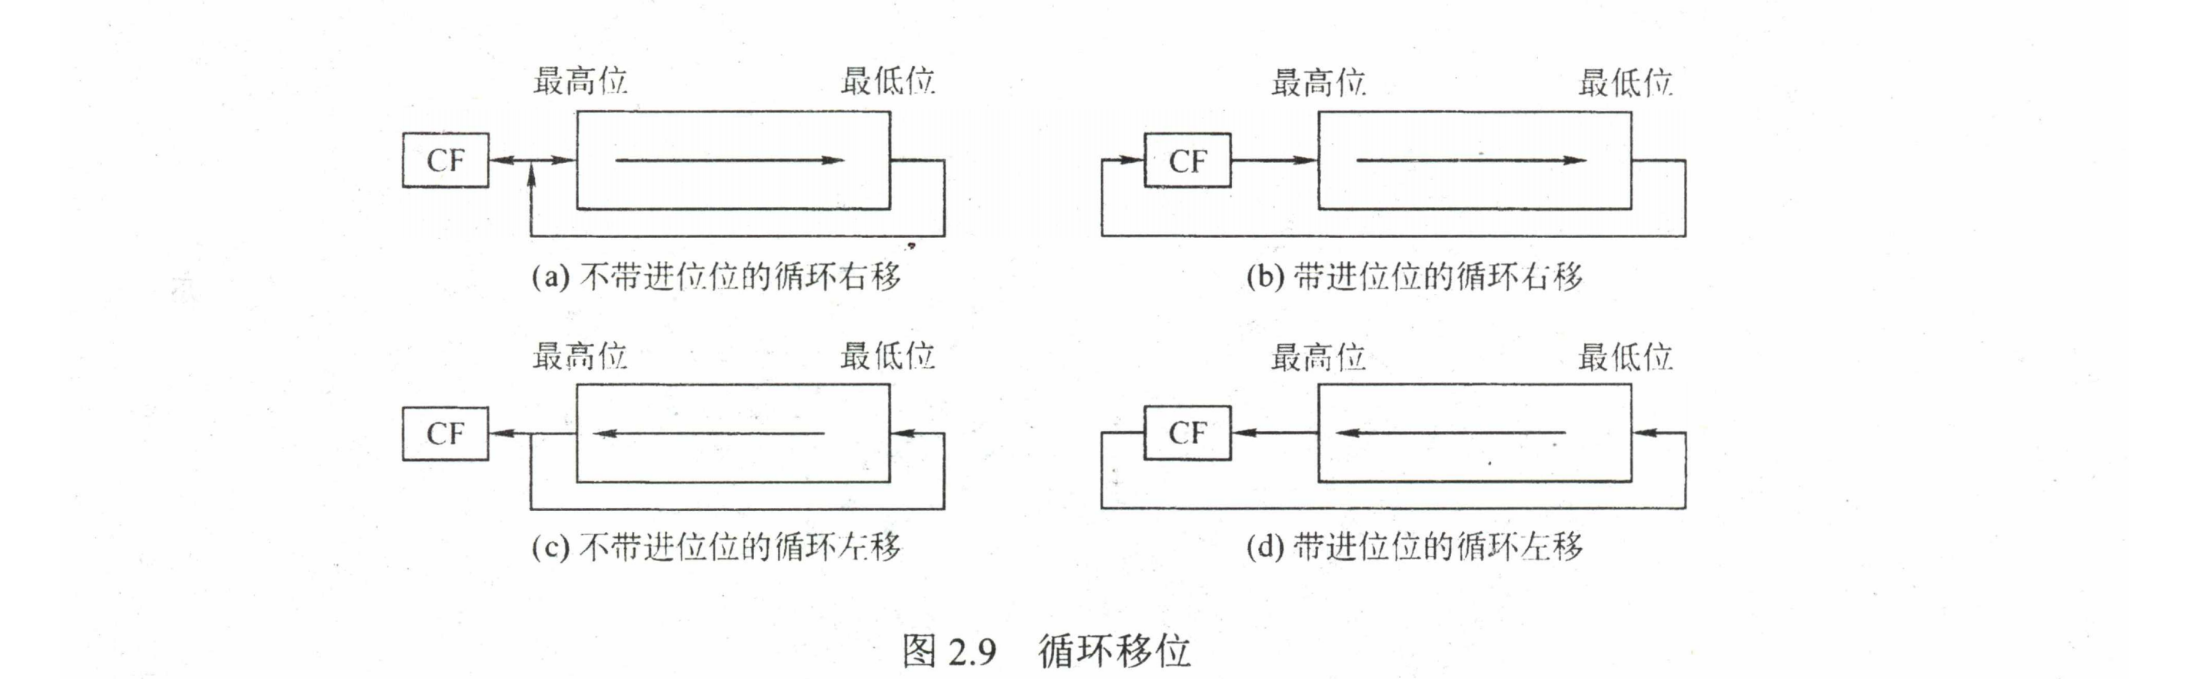 最高位 最低位 最高位 最低位
CF CF
(a) 不带进位位的循环右移 (b) 带进位位的循环右移
最高位 最低位 最高位 最低位
CF CF
(c) 不带进位位的循环左移 (d) 带进位位的循环左移
图 2.9 循环移位